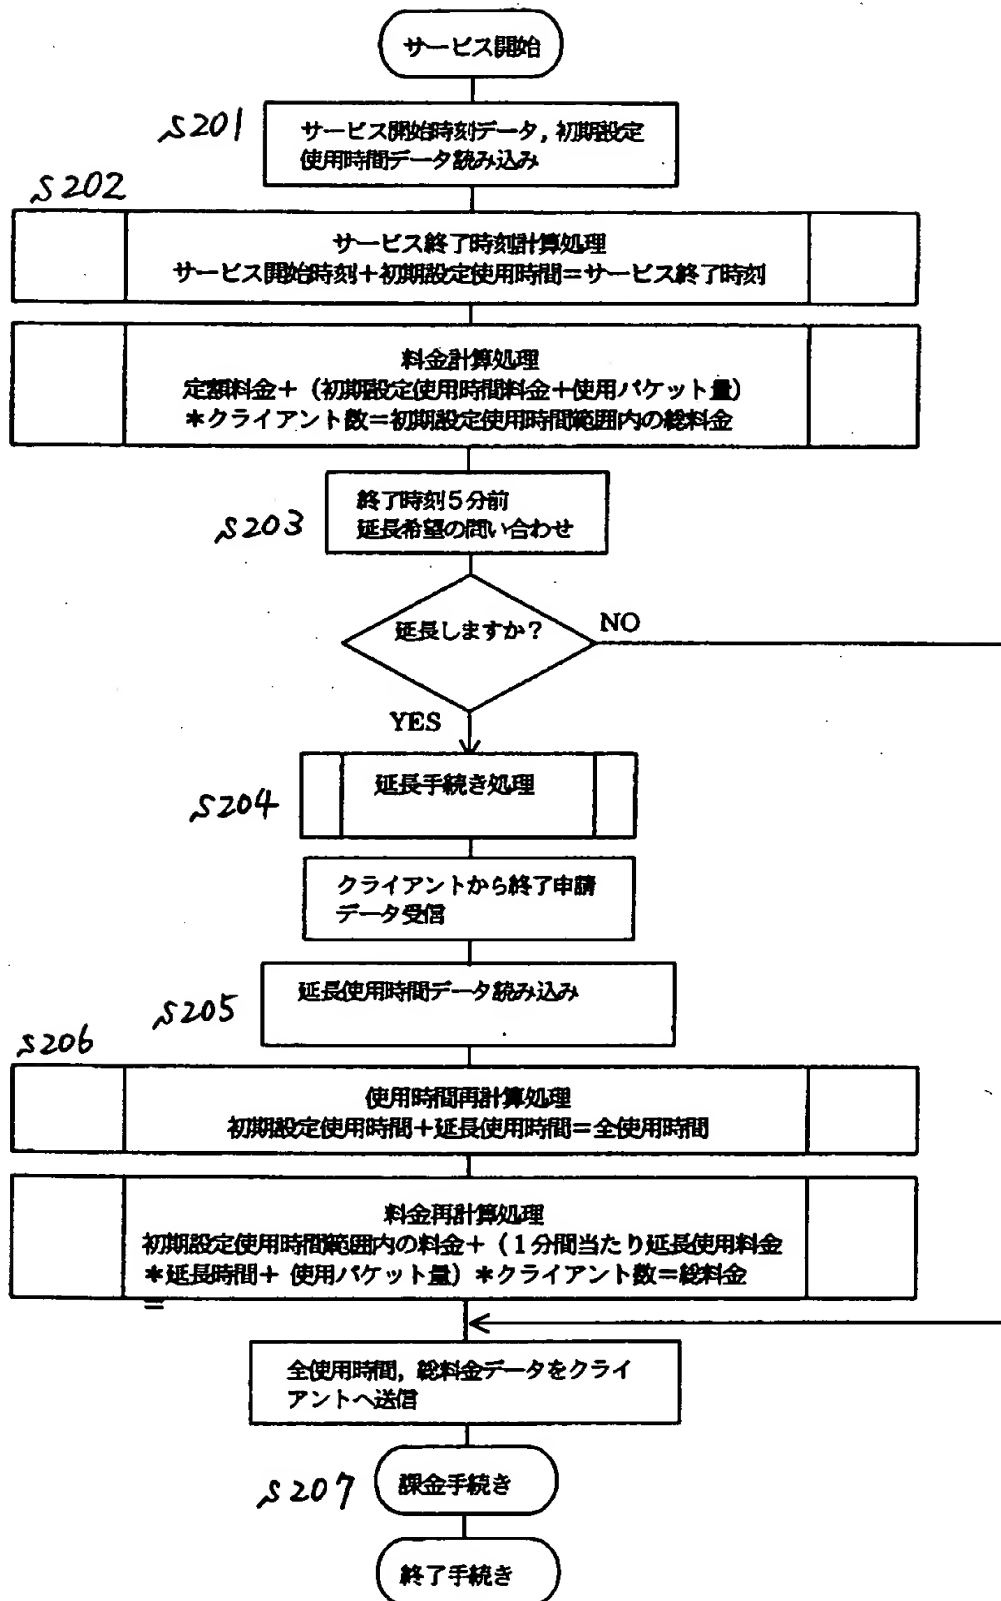 サービス開始
S201
サービス開始時刻データ, 初期設定
使用時間データ読み込み
S202
サービス終了時刻計算処理
サービス開始時刻+初期設定使用時間=サービス終了時刻
料金計算処理
定額料金+（初期設定使用時間料金+使用パケット量）
*クライアント数=初期設定使用時間範囲内の総料金
S203
終了時刻5分前
延長希望の問い合わせ
延長しますか？
NO
YES
S204
延長手続き処理
クライアントから終了申請
データ受信
S205
延長使用時間データ読み込み
S206
使用時間再計算処理
初期設定使用時間+延長使用時間=全使用時間
料金再計算処理
初期設定使用時間範囲内の料金+（1分間当たり延長使用料金
*延長時間+ 使用パケット量）*クライアント数=総料金
=
全使用時間, 総料金データをクライ
アントへ送信
S207
課金手続き
終了手続き